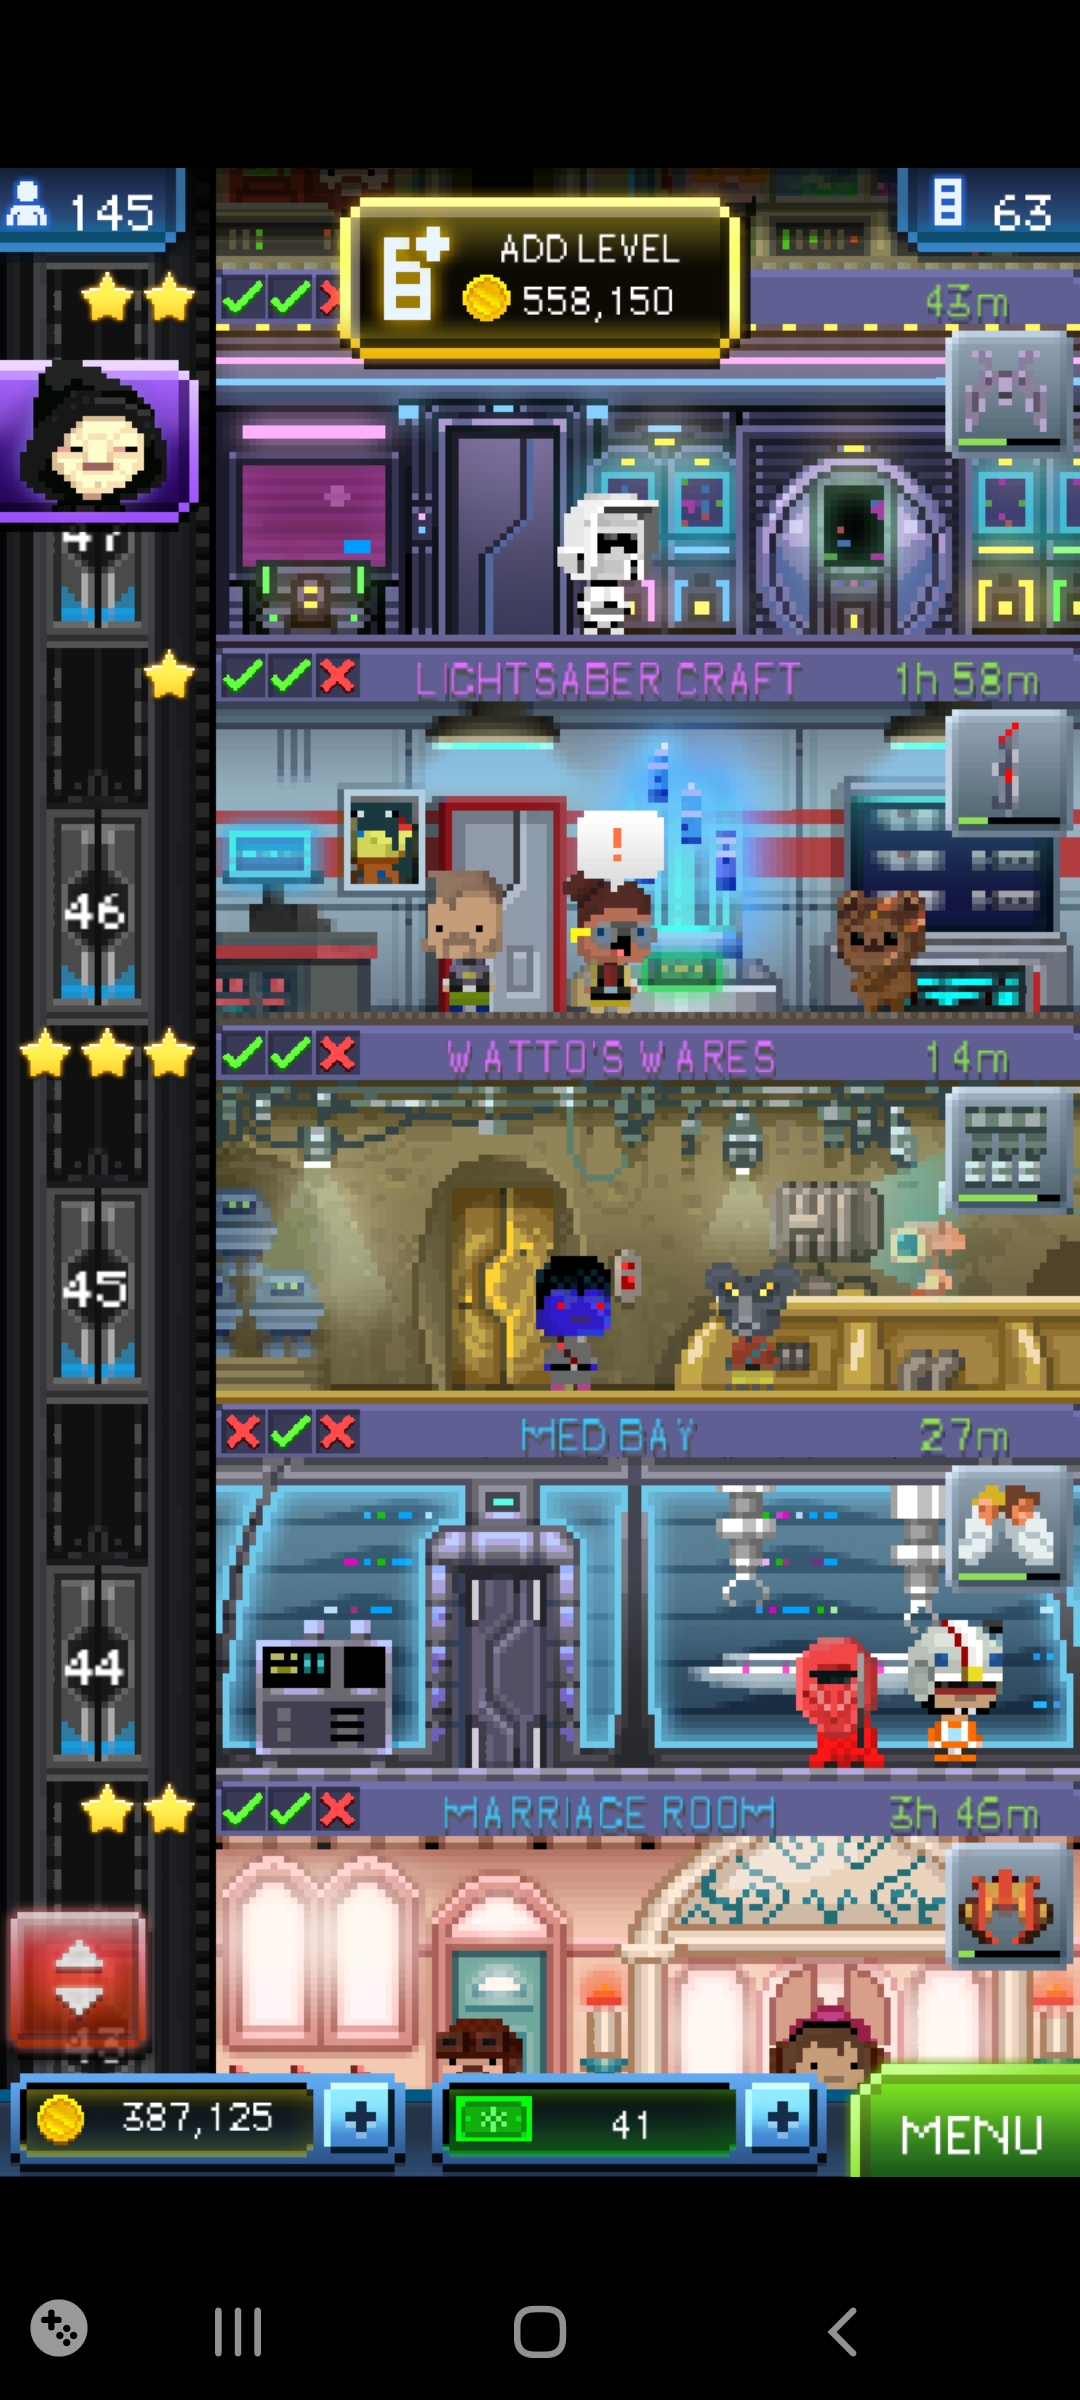 145
63
ADD LEVEL
558,150
43m
47
LIGHTSABER CRAFT
1h 58m
!
46
WATTO'S WARES
14m
45
MED BAY
27m
44
MARRIAGE ROOM
3h 46m
43
387,125
+
41
+
MENU